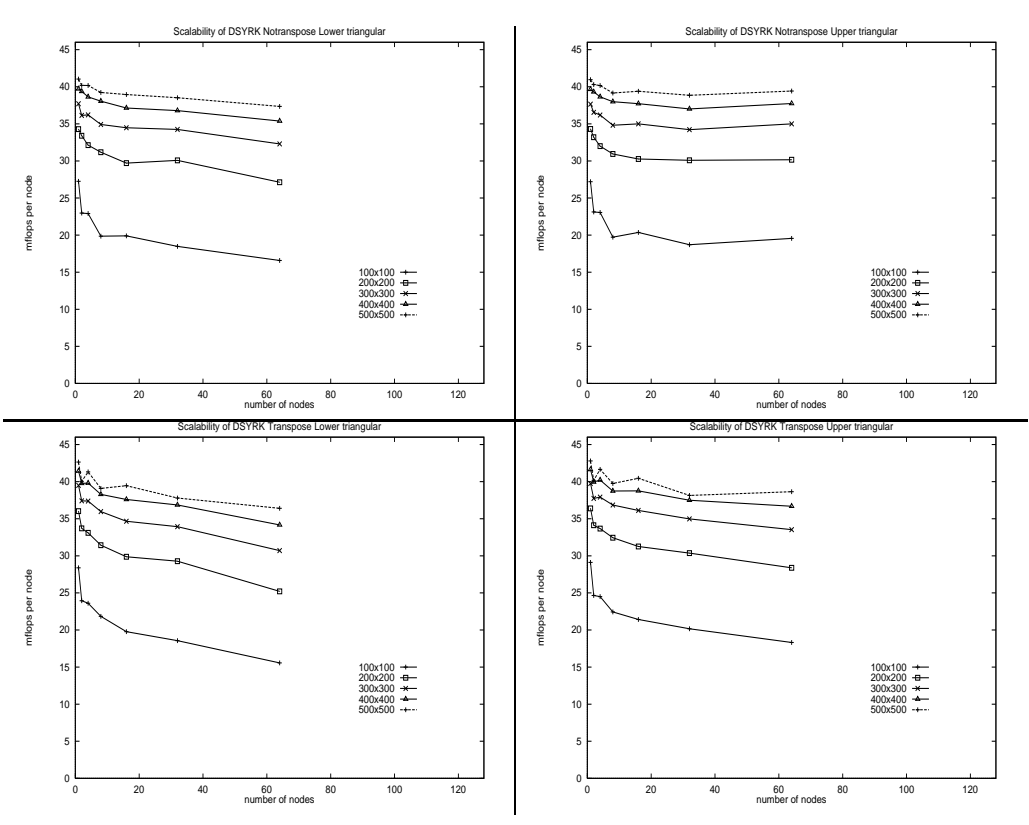 Scalability of DSYRK Notranspose Lower triangular
45
40
35
30
25
20
15
10
5
0
mflops per node
100x100
200x200
300x300
400x400
500x500
0 20 40 60 80 100 120
number of nodes
Scalability of DSYRK Notranspose Upper triangular
45
40
35
30
25
20
15
10
5
0
mflops per node
100x100
200x200
300x300
400x400
500x500
0 20 40 60 80 100 120
number of nodes
Scalability of DSYRK Transpose Lower triangular
45
40
35
30
25
20
15
10
5
0
mflops per node
100x100
200x200
300x300
400x400
500x500
0 20 40 60 80 100 120
number of nodes
Scalability of DSYRK Transpose Upper triangular
45
40
35
30
25
20
15
10
5
0
mflops per node
100x100
200x200
300x300
400x400
500x500
0 20 40 60 80 100 120
number of nodes